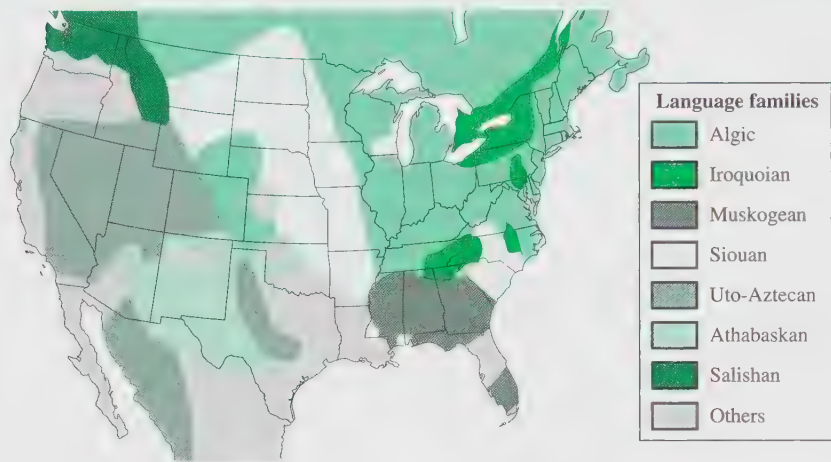 Language families
Algic
Iroquoian
Muskogean
Siouan
Uto-Aztecan
Athabaskan
Salishan
Others